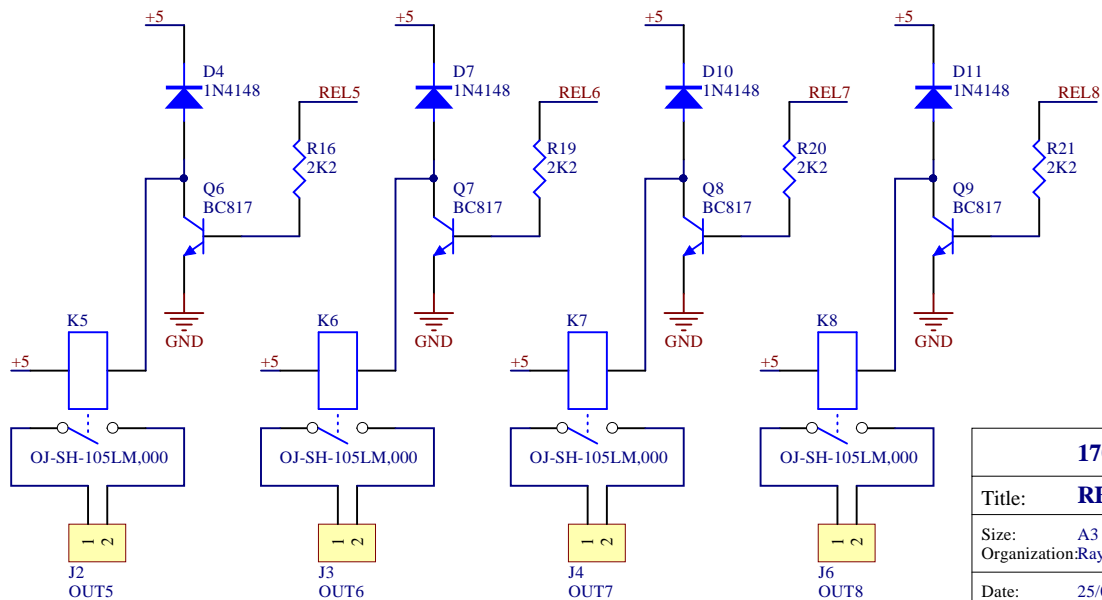 +5 +5 +5 +5
D4 D7 D10 D11
1N4148 1N4148 1N4148 1N4148
REL5 REL6 REL7 REL8
R16 R19 R20 R21
2K2 2K2 2K2 2K2
Q6 Q7 Q8 Q9
BC817 BC817 BC817 BC817
GND GND GND GND
K5 K6 K7 K8
+5 +5 +5 +5
OJ-SH-105LM,000 OJ-SH-105LM,000 OJ-SH-105LM,000 OJ-SH-105LM,000
1 2 1 2 1 2 1 2
J2 J3 J4 J6
OUT5 OUT6 OUT7 OUT8
17
Title:
Size: A3
Organization:Ray
Date: 25/